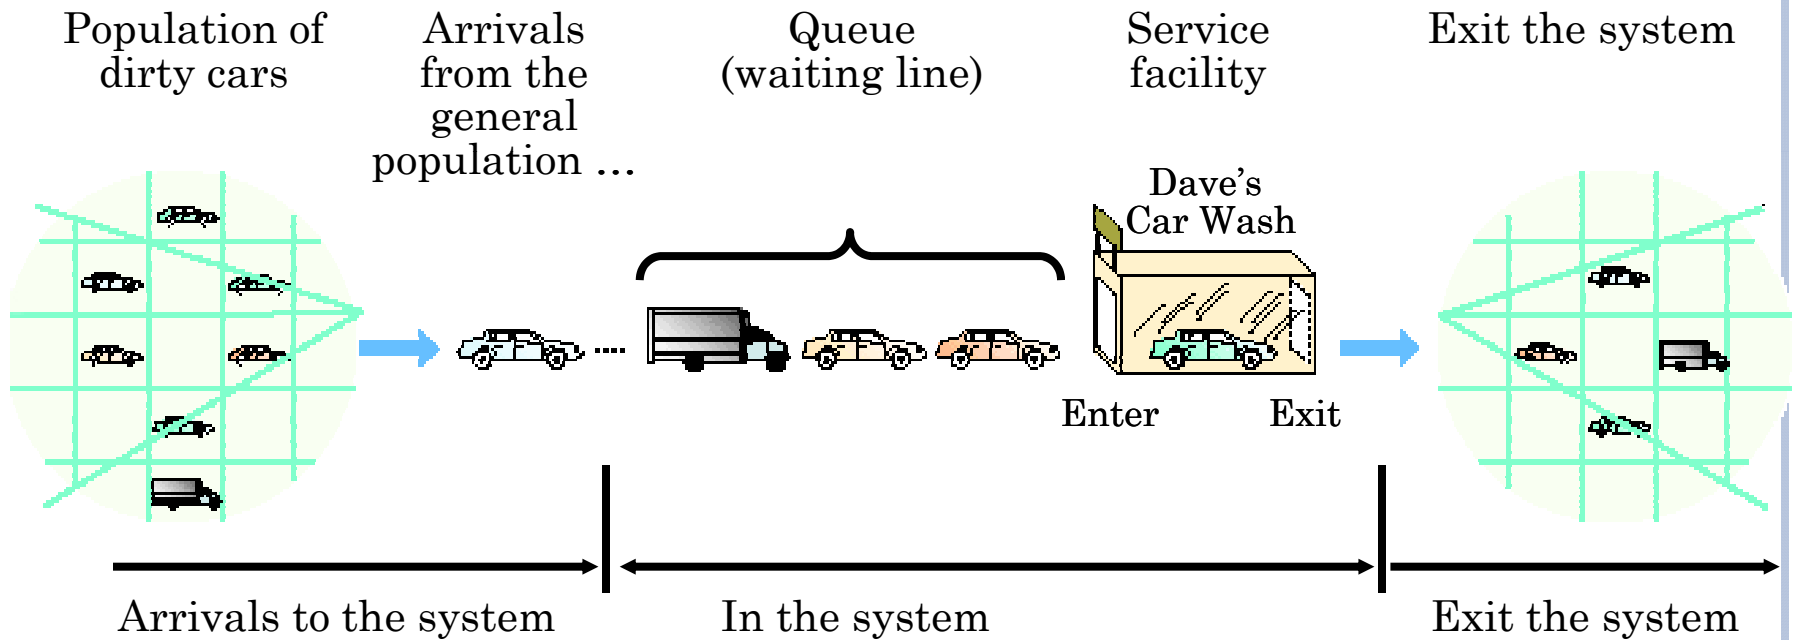 Population of
dirty cars
Arrivals
from the
general
population …
Queue
(waiting line)
Service
facility
Exit the system
Dave’s
Car Wash
Enter
Exit
Arrivals to the system
In the system
Exit the system